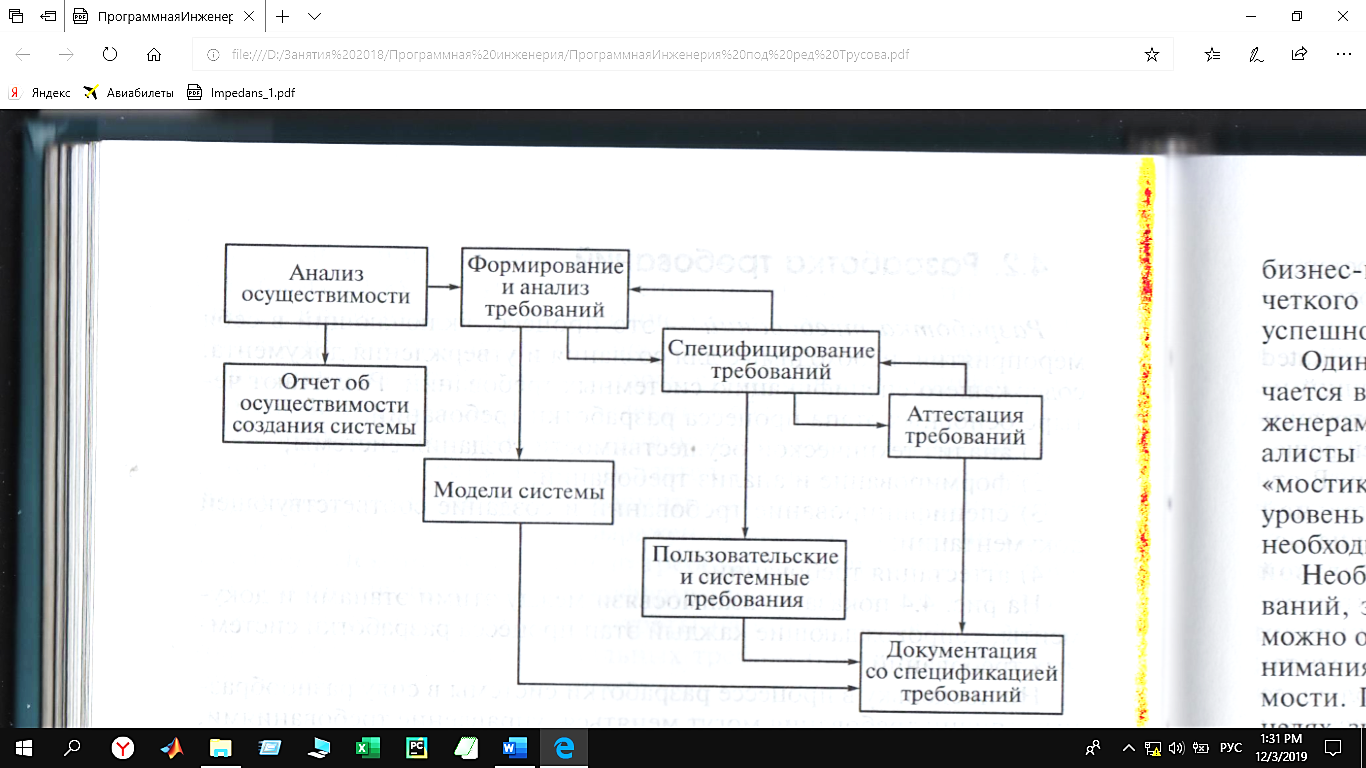 ПрограммнаяИнженер
file:///D:/Занятия%202018/Программная%20инженерия/ПрограммнаяИнженерия%20под%20ред%20Трусова.pdf
Яндекс
Авиабилеты
Impedans_1.pdf
Анализ
осуществимости
Формирование
и анализ
требований
Специфицирование
требований
Отчет об
осуществимости
создания системы
Аттестация
требований
Модели системы
Пользовательские
и системные
требования
Документация
со спецификацией
требований
четкого
успешно
Один
чается в
женерам
алисты
«мостик
уровень
необходи
Необ
ваний, з
можно о
нимания
мости.
РУС
1:31 PM
12/3/2019